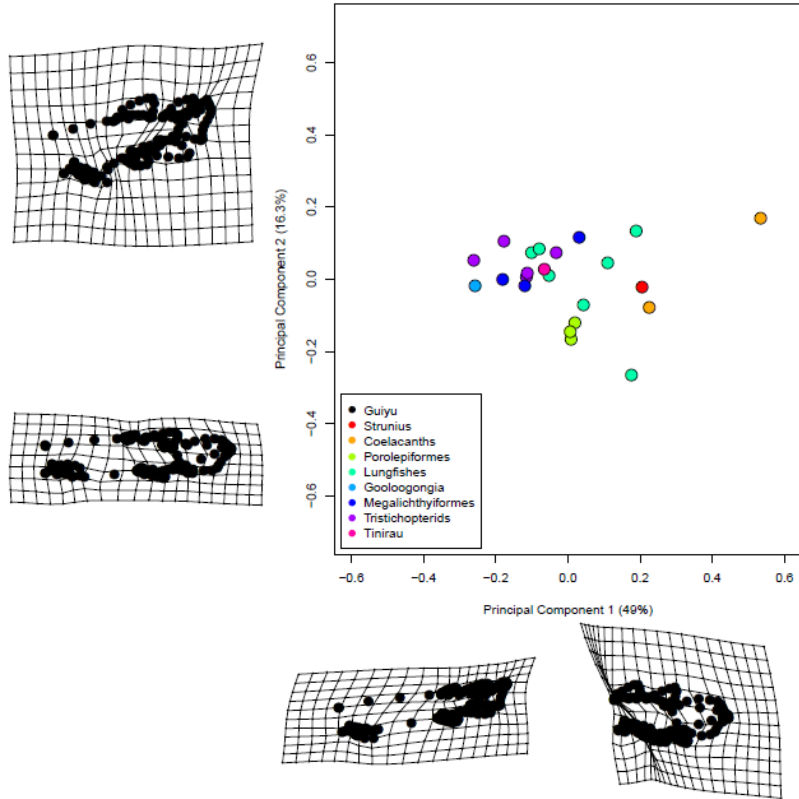 Principal Component 2 (16.3%)
0.6
0.4
0.2
0.0
−0.2
−0.4
−0.6
Guiyu
Strunius
Coelacanths
Porolepiformes
Lungfishes
Gooloogongia
Megalichthyiformes
Tristichopterids
Tinirau
−0.6 −0.4 −0.2 0.0 0.2 0.4 0.6
Principal Component 1 (49%)